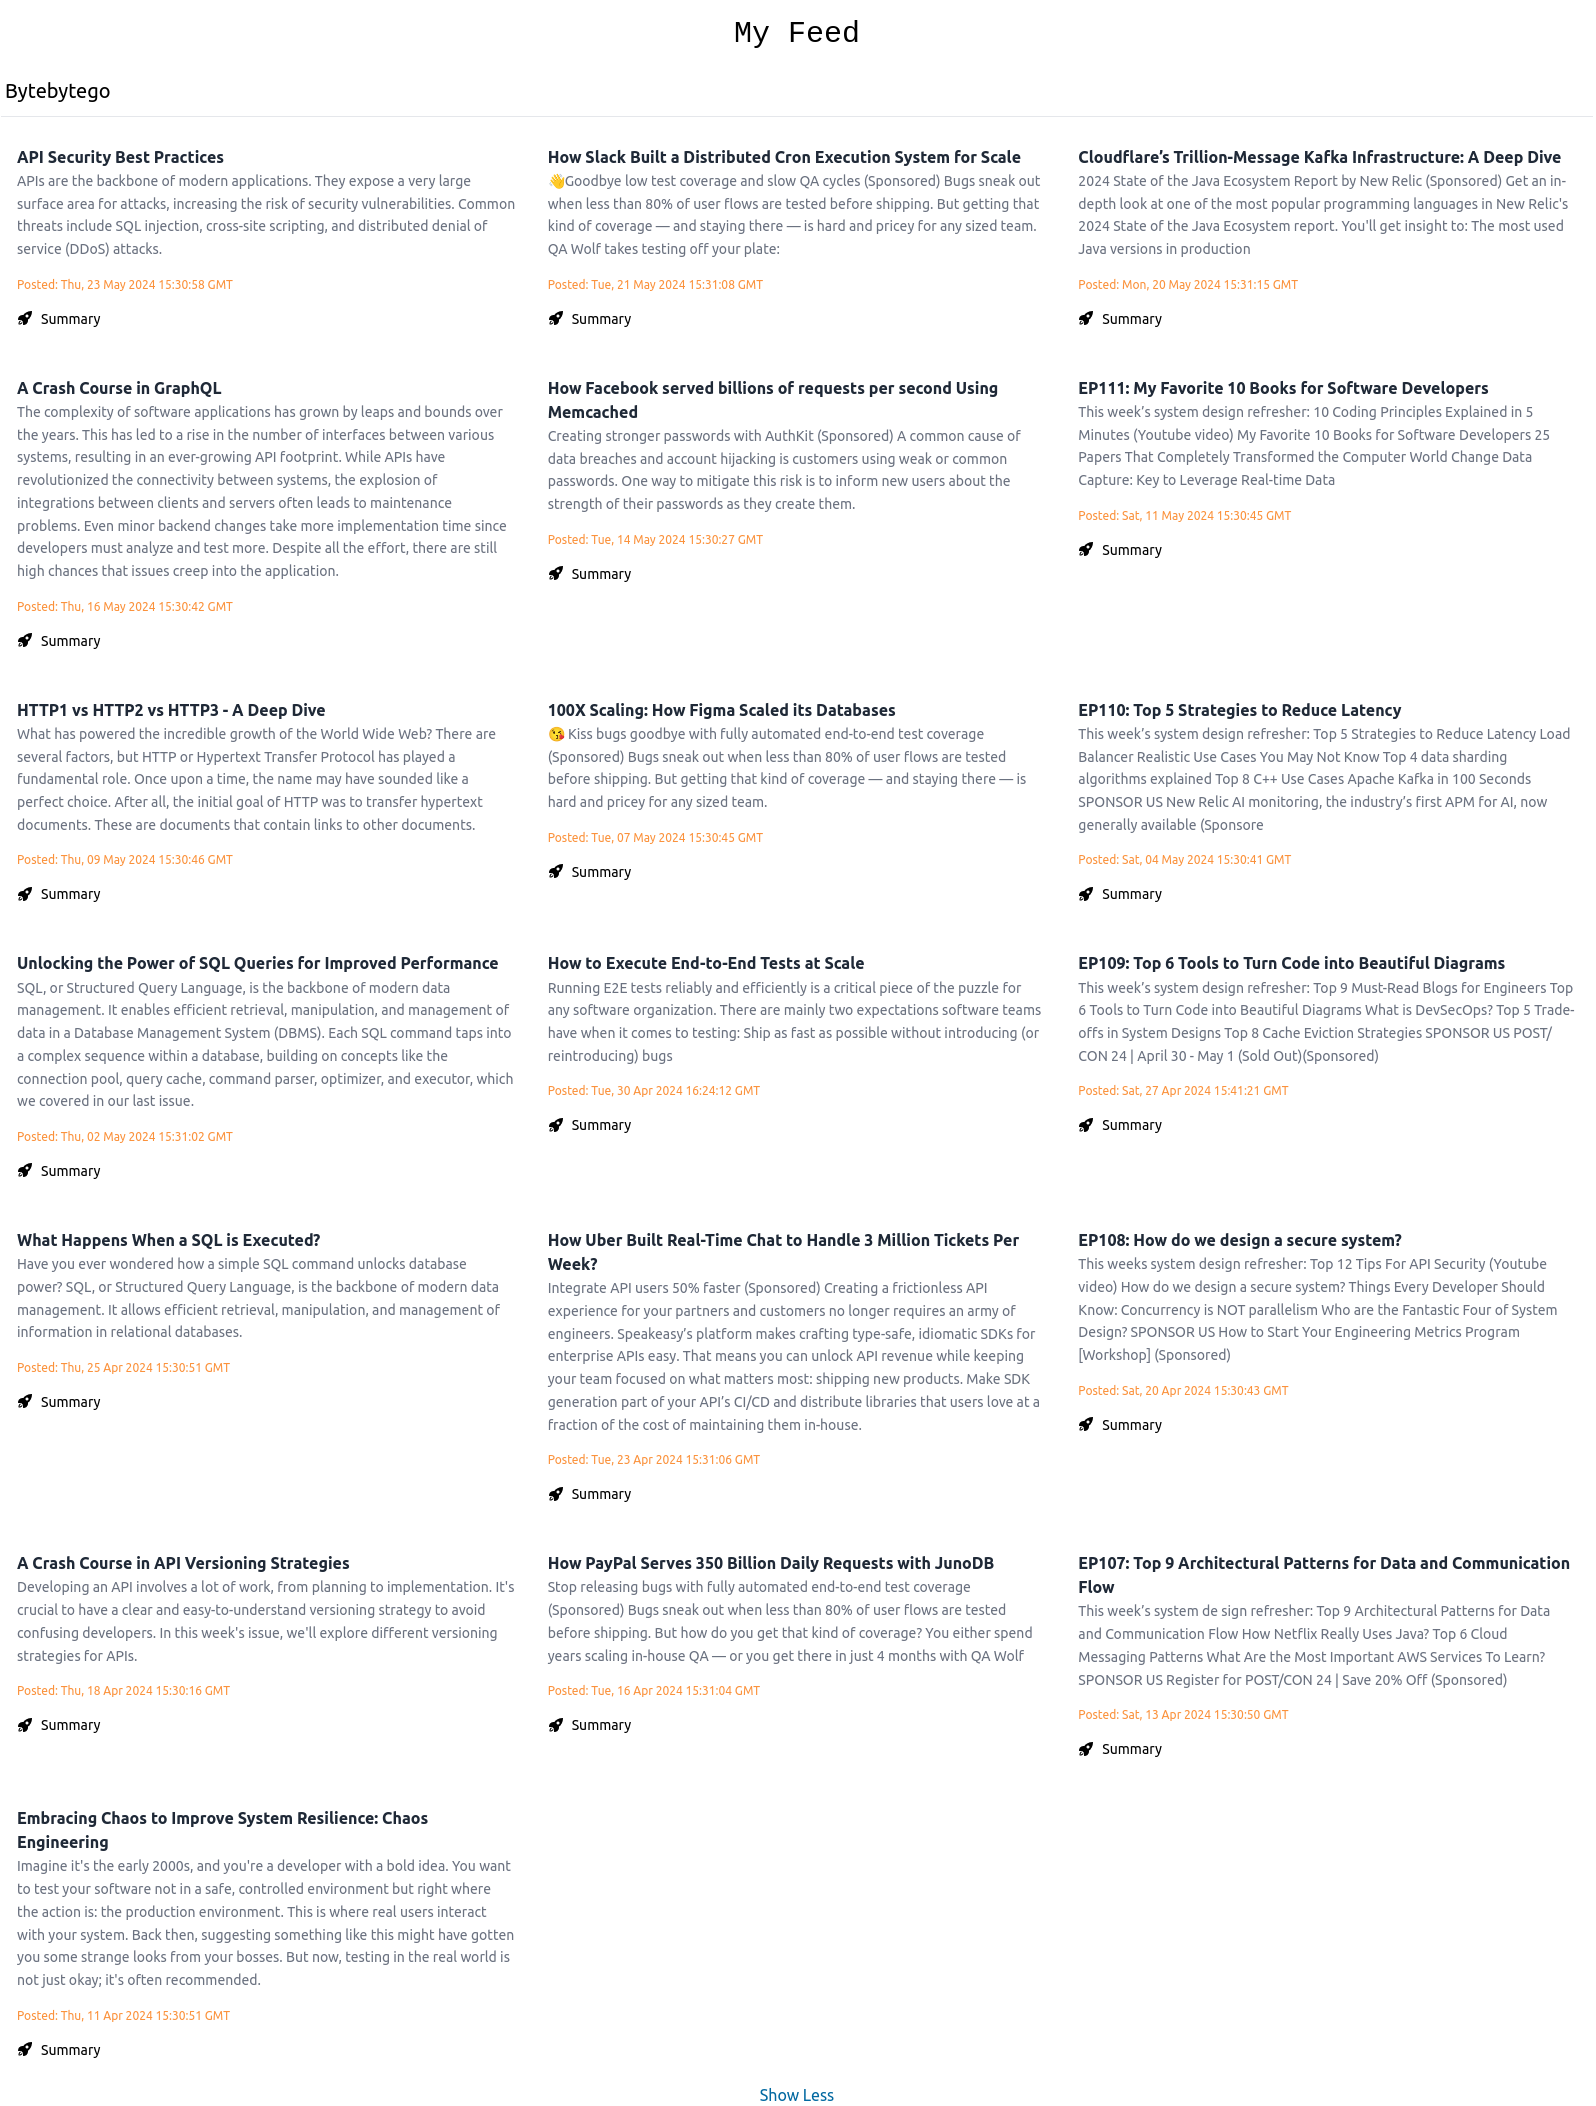 My Feed
Bytebytego
API Security Best Practices
APIs are the backbone of modern applications. They expose a very large
surface area for attacks, increasing the risk of security vulnerabilities. Common
threats include SQL injection, cross-site scripting, and distributed denial of
service (DDoS) attacks.
Posted: Thu, 23 May 2024 15:30:58 GMT
Summary
How Slack Built a Distributed Cron Execution System for Scale
👋Goodbye low test coverage and slow QA cycles (Sponsored) Bugs sneak out
when less than 80% of user flows are tested before shipping. But getting that
kind of coverage — and staying there — is hard and pricey for any sized team.
QA Wolf takes testing off your plate:
Posted: Tue, 21 May 2024 15:31:08 GMT
Summary
Cloudflare’s Trillion-Message Kafka Infrastructure: A Deep Dive
2024 State of the Java Ecosystem Report by New Relic (Sponsored) Get an in-
depth look at one of the most popular programming languages in New Relic's
2024 State of the Java Ecosystem report. You'll get insight to: The most used
Java versions in production
Posted: Mon, 20 May 2024 15:31:15 GMT
Summary
A Crash Course in GraphQL
The complexity of software applications has grown by leaps and bounds over
the years. This has led to a rise in the number of interfaces between various
systems, resulting in an ever-growing API footprint. While APIs have
revolutionized the connectivity between systems, the explosion of
integrations between clients and servers often leads to maintenance
problems. Even minor backend changes take more implementation time since
developers must analyze and test more. Despite all the effort, there are still
high chances that issues creep into the application.
Posted: Thu, 16 May 2024 15:30:42 GMT
Summary
How Facebook served billions of requests per second Using
Memcached
Creating stronger passwords with AuthKit (Sponsored) A common cause of
data breaches and account hijacking is customers using weak or common
passwords. One way to mitigate this risk is to inform new users about the
strength of their passwords as they create them.
Posted: Tue, 14 May 2024 15:30:27 GMT
Summary
EP111: My Favorite 10 Books for Software Developers
This week’s system design refresher: 10 Coding Principles Explained in 5
Minutes (Youtube video) My Favorite 10 Books for Software Developers 25
Papers That Completely Transformed the Computer World Change Data
Capture: Key to Leverage Real-time Data
Posted: Sat, 11 May 2024 15:30:45 GMT
Summary
HTTP1 vs HTTP2 vs HTTP3 - A Deep Dive
What has powered the incredible growth of the World Wide Web? There are
several factors, but HTTP or Hypertext Transfer Protocol has played a
fundamental role. Once upon a time, the name may have sounded like a
perfect choice. After all, the initial goal of HTTP was to transfer hypertext
documents. These are documents that contain links to other documents.
Posted: Thu, 09 May 2024 15:30:46 GMT
Summary
100X Scaling: How Figma Scaled its Databases
😘 Kiss bugs goodbye with fully automated end-to-end test coverage
(Sponsored) Bugs sneak out when less than 80% of user flows are tested
before shipping. But getting that kind of coverage — and staying there — is
hard and pricey for any sized team.
Posted: Tue, 07 May 2024 15:30:45 GMT
Summary
EP110: Top 5 Strategies to Reduce Latency
This week’s system design refresher: Top 5 Strategies to Reduce Latency Load
Balancer Realistic Use Cases You May Not Know Top 4 data sharding
algorithms explained Top 8 C++ Use Cases Apache Kafka in 100 Seconds
SPONSOR US New Relic AI monitoring, the industry’s first APM for AI, now
generally available (Sponsore
Posted: Sat, 04 May 2024 15:30:41 GMT
Summary
Unlocking the Power of SQL Queries for Improved Performance
SQL, or Structured Query Language, is the backbone of modern data
management. It enables efficient retrieval, manipulation, and management of
data in a Database Management System (DBMS). Each SQL command taps into
a complex sequence within a database, building on concepts like the
connection pool, query cache, command parser, optimizer, and executor, which
we covered in our last issue.
Posted: Thu, 02 May 2024 15:31:02 GMT
Summary
How to Execute End-to-End Tests at Scale
Running E2E tests reliably and efficiently is a critical piece of the puzzle for
any software organization. There are mainly two expectations software teams
have when it comes to testing: Ship as fast as possible without introducing (or
reintroducing) bugs
Posted: Tue, 30 Apr 2024 16:24:12 GMT
Summary
EP109: Top 6 Tools to Turn Code into Beautiful Diagrams
This week’s system design refresher: Top 9 Must-Read Blogs for Engineers Top
6 Tools to Turn Code into Beautiful Diagrams What is DevSecOps? Top 5 Trade-
offs in System Designs Top 8 Cache Eviction Strategies SPONSOR US POST/
CON 24 | April 30 - May 1 (Sold Out)(Sponsored)
Posted: Sat, 27 Apr 2024 15:41:21 GMT
Summary
What Happens When a SQL is Executed?
Have you ever wondered how a simple SQL command unlocks database
power? SQL, or Structured Query Language, is the backbone of modern data
management. It allows efficient retrieval, manipulation, and management of
information in relational databases.
Posted: Thu, 25 Apr 2024 15:30:51 GMT
Summary
How Uber Built Real-Time Chat to Handle 3 Million Tickets Per
Week?
Integrate API users 50% faster (Sponsored) Creating a frictionless API
experience for your partners and customers no longer requires an army of
engineers. Speakeasy’s platform makes crafting type-safe, idiomatic SDKs for
enterprise APIs easy. That means you can unlock API revenue while keeping
your team focused on what matters most: shipping new products. Make SDK
generation part of your API’s CI/CD and distribute libraries that users love at a
fraction of the cost of maintaining them in-house.
Posted: Tue, 23 Apr 2024 15:31:06 GMT
Summary
EP108: How do we design a secure system?
This weeks system design refresher: Top 12 Tips For API Security (Youtube
video) How do we design a secure system? Things Every Developer Should
Know: Concurrency is NOT parallelism Who are the Fantastic Four of System
Design? SPONSOR US How to Start Your Engineering Metrics Program
[Workshop] (Sponsored)
Posted: Sat, 20 Apr 2024 15:30:43 GMT
Summary
A Crash Course in API Versioning Strategies
Developing an API involves a lot of work, from planning to implementation. It's
crucial to have a clear and easy-to-understand versioning strategy to avoid
confusing developers. In this week's issue, we'll explore different versioning
strategies for APIs.
Posted: Thu, 18 Apr 2024 15:30:16 GMT
Summary
How PayPal Serves 350 Billion Daily Requests with JunoDB
Stop releasing bugs with fully automated end-to-end test coverage
(Sponsored) Bugs sneak out when less than 80% of user flows are tested
before shipping. But how do you get that kind of coverage? You either spend
years scaling in-house QA — or you get there in just 4 months with QA Wolf
Posted: Tue, 16 Apr 2024 15:31:04 GMT
Summary
EP107: Top 9 Architectural Patterns for Data and Communication
Flow
This week’s system de sign refresher: Top 9 Architectural Patterns for Data
and Communication Flow How Netflix Really Uses Java? Top 6 Cloud
Messaging Patterns What Are the Most Important AWS Services To Learn?
SPONSOR US Register for POST/CON 24 | Save 20% Off (Sponsored)
Posted: Sat, 13 Apr 2024 15:30:50 GMT
Summary
Embracing Chaos to Improve System Resilience: Chaos
Engineering
Imagine it's the early 2000s, and you're a developer with a bold idea. You want
to test your software not in a safe, controlled environment but right where
the action is: the production environment. This is where real users interact
with your system. Back then, suggesting something like this might have gotten
you some strange looks from your bosses. But now, testing in the real world is
not just okay; it's often recommended.
Posted: Thu, 11 Apr 2024 15:30:51 GMT
Summary
Show Less